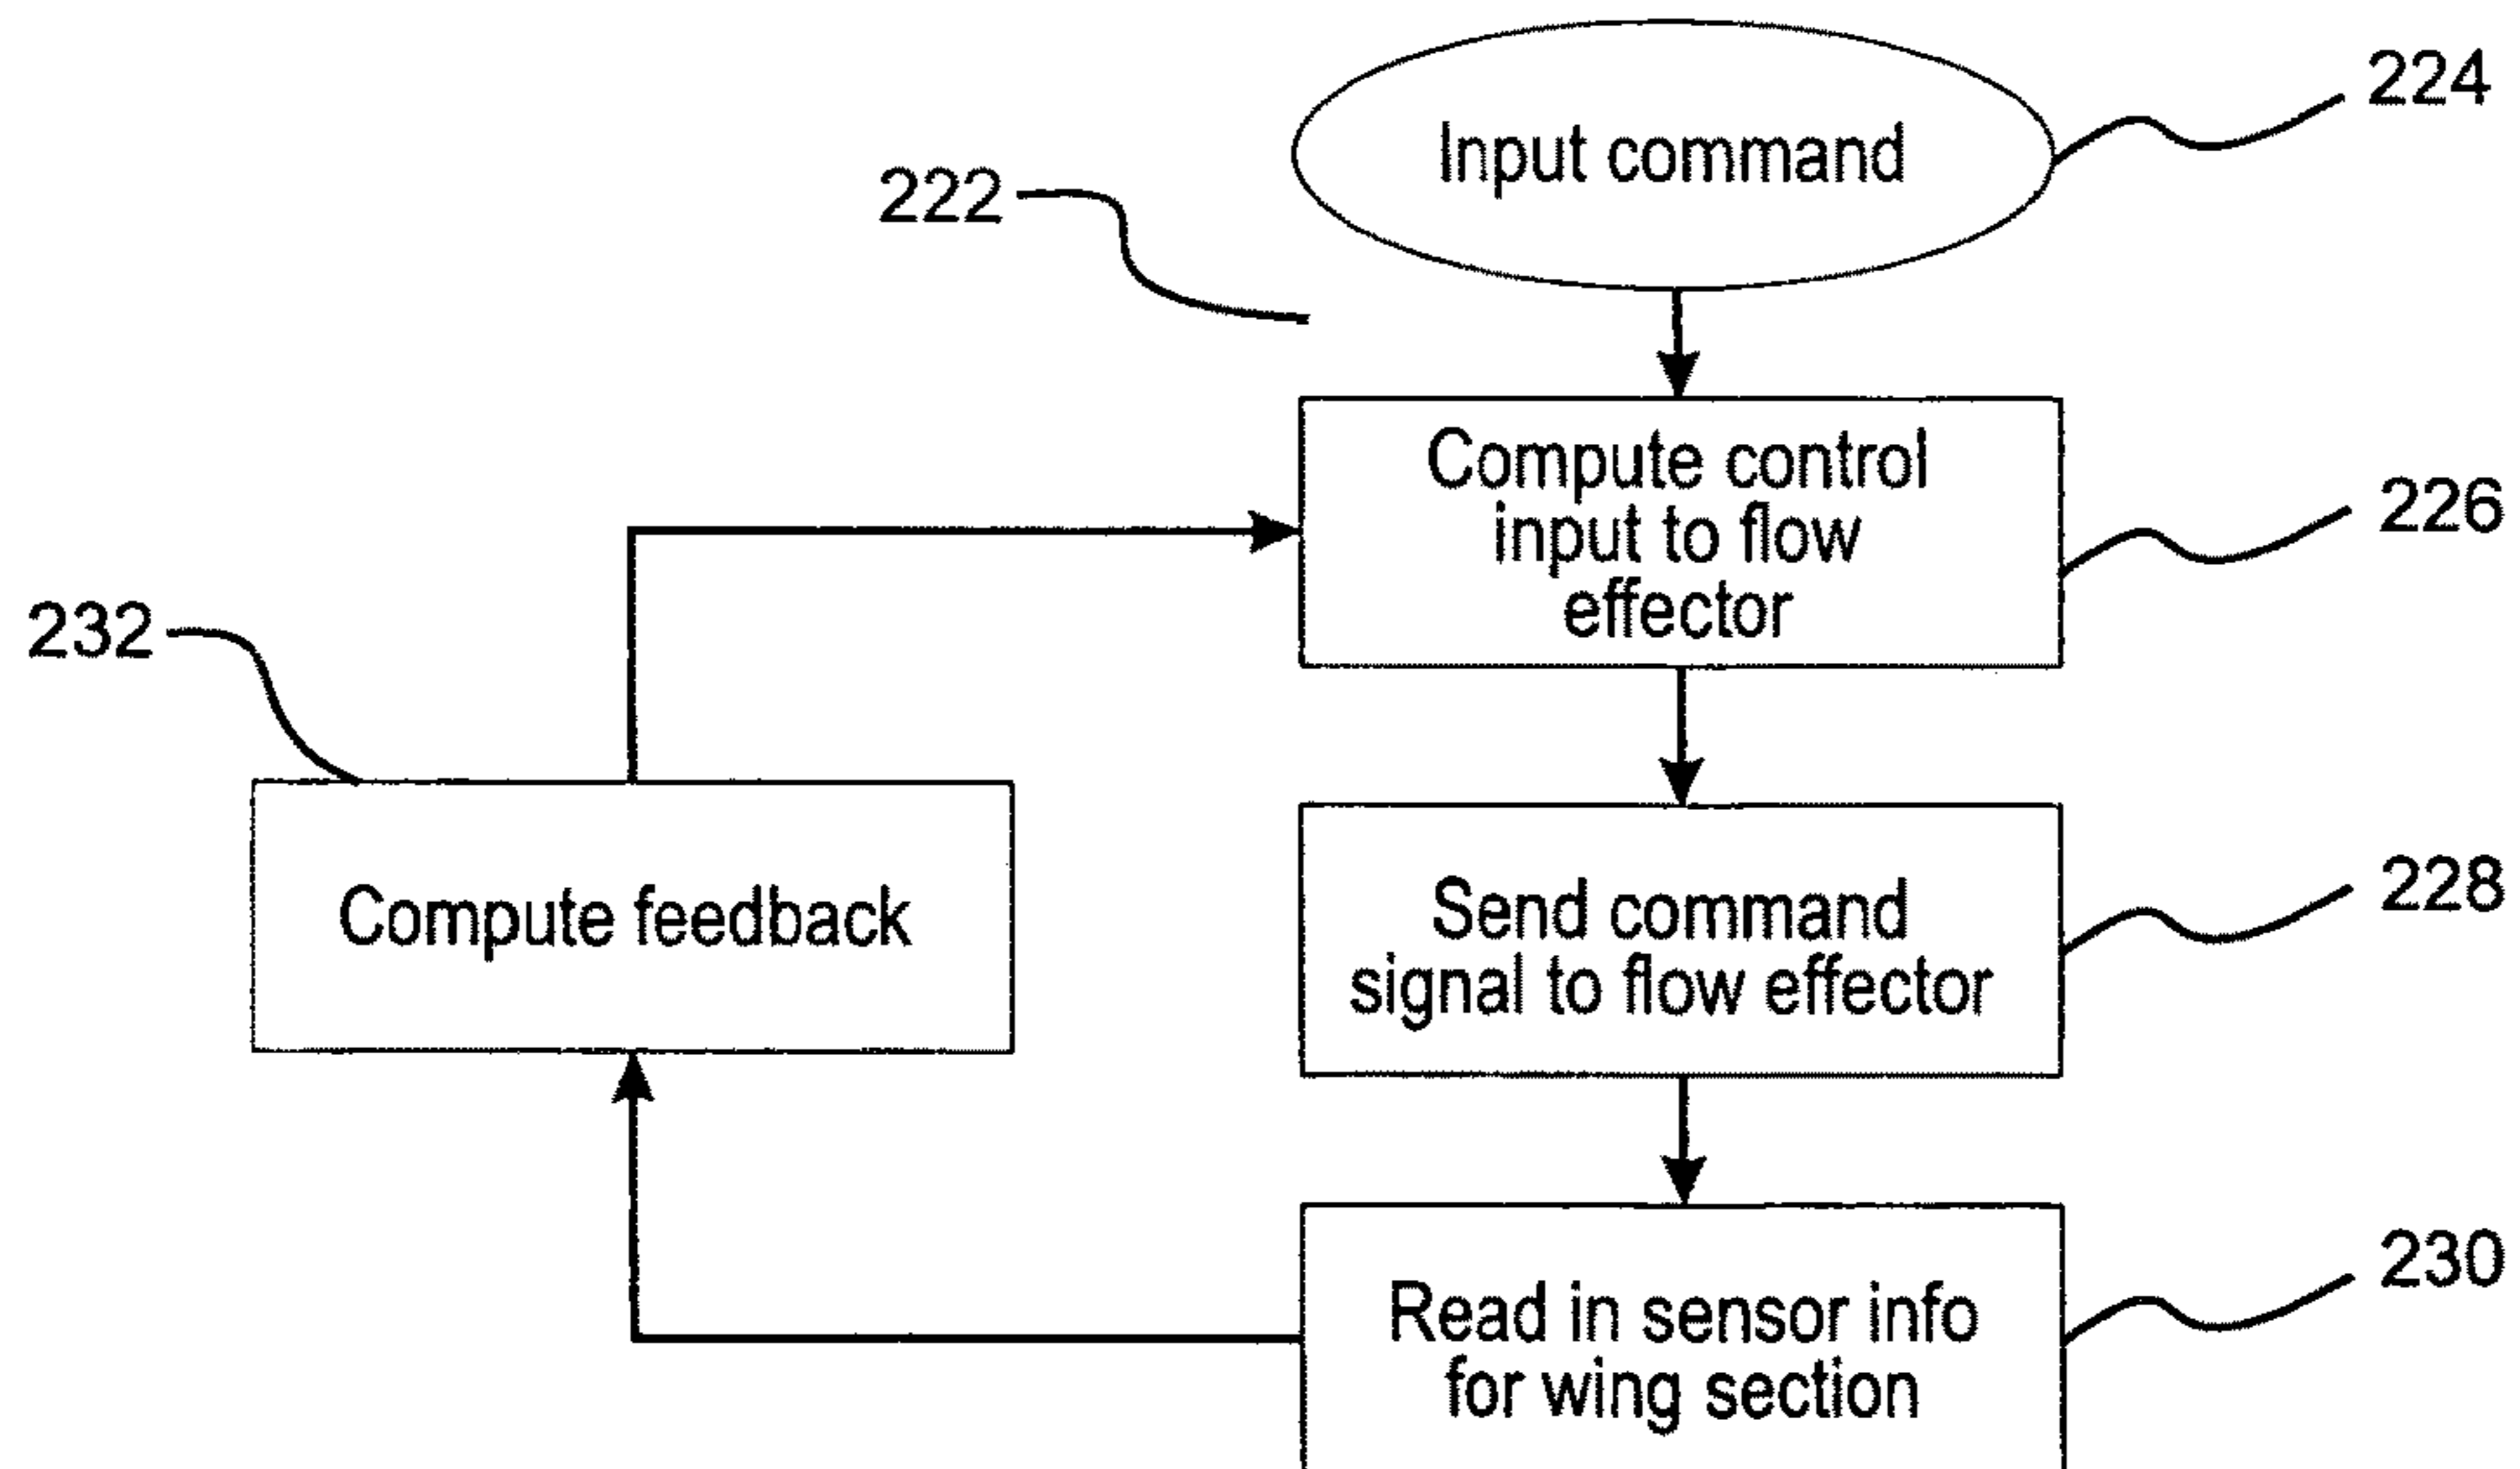 224
Input command
222
Compute control
input to flow
effector
226
232
Compute feedback
Send command
signal to flow effector
228
Read in sensor info
for wing section
230